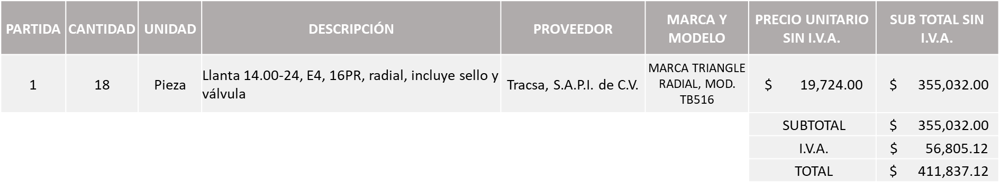 PARTIDA CANTIDAD UNIDAD DESCRIPCIÓN PROVEEDOR MARCA Y MODELO PRECIO UNITARIO SIN I.V.A. SUB TOTAL SIN I.V.A.
1 18 Pieza Llanta 14.00-24, E4, 16PR, radial, incluye sello y válvula Tracsa, S.A.P.I. de C.V. MARCA TRIANGLE RADIAL, MOD. TB516 $ 19,724.00 $ 355,032.00
SUBTOTAL $ 355,032.00
I.V.A. $ 56,805.12
TOTAL $ 411,837.12